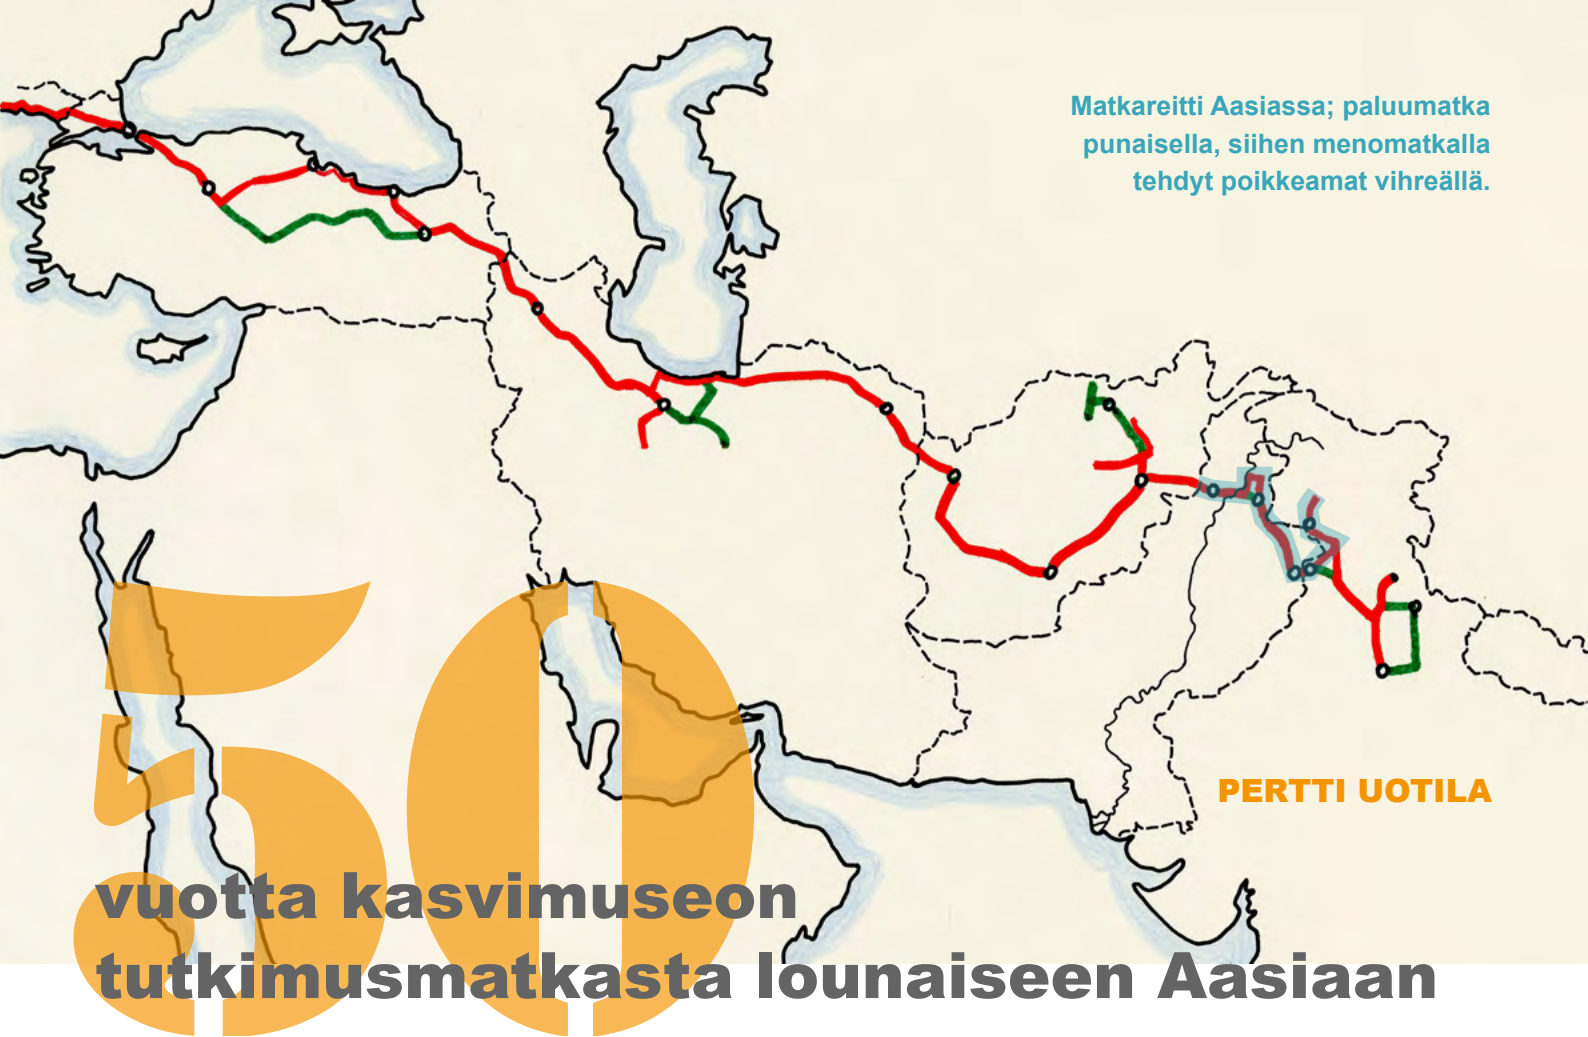 Matkareitti Aasiassa; paluumatka
punaisella, siihen menomatkalla
tehdyt poikkeamat vihreällä.
PERTTI UOTILA
50
vuotta kasvimuseon
tutkimusmatkasta lounaiseen Aasiaan